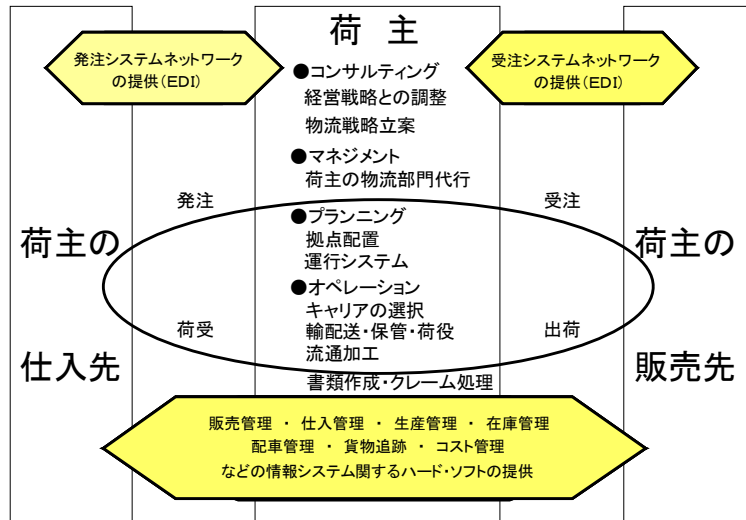 荷 主
発注システムネットワーク
の提供(EDI)
受注システムネットワーク
の提供(EDI)
●コンサルティング
経営戦略との調整
物流戦略立案
●マネジメント
荷主の物流部門代行
発注
受注
●プランニング
拠点配置
運行システム
荷主の
荷主の
●オペレーション
キャリアの選択
輸配送・保管・荷役
流通加工
荷受
出荷
仕入先
販売先
書類作成・クレーム処理
販売管理 ・ 仕入管理 ・ 生産管理 ・ 在庫管理
配車管理 ・ 貨物追跡 ・ コスト管理
などの情報システム関するハード・ソフトの提供